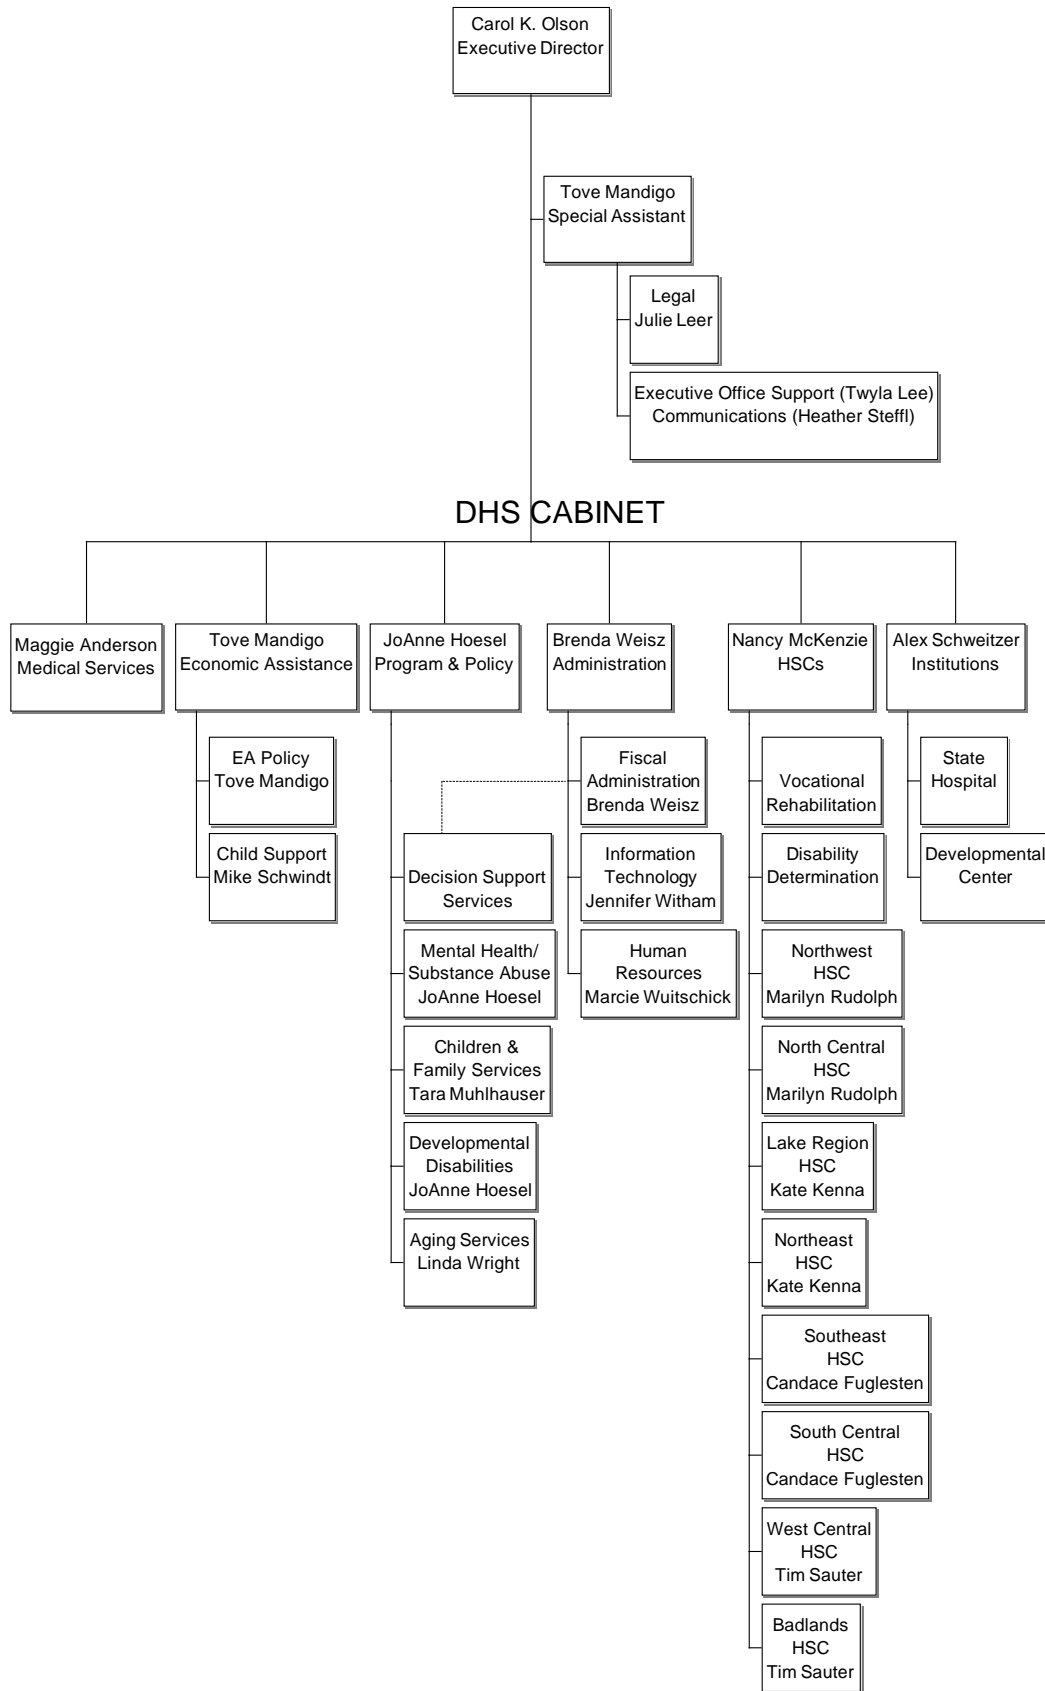 Carol K. Olson
Executive Director
Tove Mandigo
Special Assistant
Legal
Julie Leer
Executive Office Support (Twyla Lee)
Communications (Heather Steffl)
DHS CABINET
Maggie Anderson
Medical Services
Tove Mandigo
Economic Assistance
JoAnne Hoesel
Program & Policy
Brenda Weisz
Administration
Nancy McKenzie
HSCs
Alex Schweitzer
Institutions
EA Policy
Tove Mandigo
Child Support
Mike Schwindt
Decision Support
Services
Mental Health/
Substance Abuse
JoAnne Hoesel
Children &
Family Services
Tara Muhlhauser
Developmental
Disabilities
JoAnne Hoesel
Aging Services
Linda Wright
Fiscal
Administration
Brenda Weisz
Information
Technology
Jennifer Witham
Human
Resources
Marcie Wuitschick
Vocational
Rehabilitation
Disability
Determination
Northwest
HSC
Marilyn Rudolph
North Central
HSC
Marilyn Rudolph
Lake Region
HSC
Kate Kenna
Northeast
HSC
Kate Kenna
Southeast
HSC
Candace Fuglesten
South Central
HSC
Candace Fuglesten
West Central
HSC
Tim Sauter
Badlands
HSC
Tim Sauter
State
Hospital
Developmental
Center